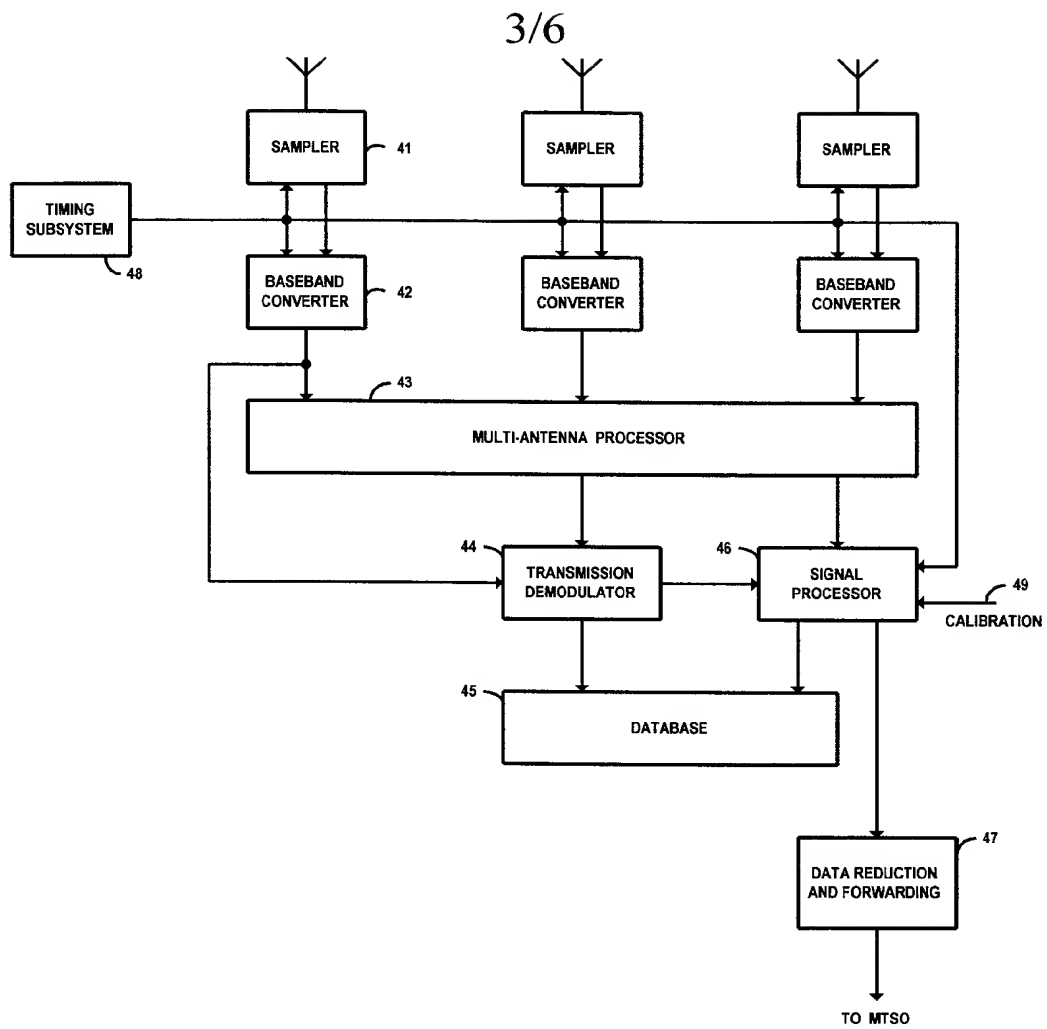 3/6
SAMPLER
41
SAMPLER
SAMPLER
TIMING
SUBSYSTEM
48
BASEBAND
CONVERTER
42
BASEBAND
CONVERTER
BASEBAND
CONVERTER
43
MULTI-ANTENNA PROCESSOR
44
TRANSMISSION
DEMODULATOR
46
SIGNAL
PROCESSOR
49
CALIBRATION
45
DATABASE
47
DATA REDUCTION
AND FORWARDING
TO MTSO